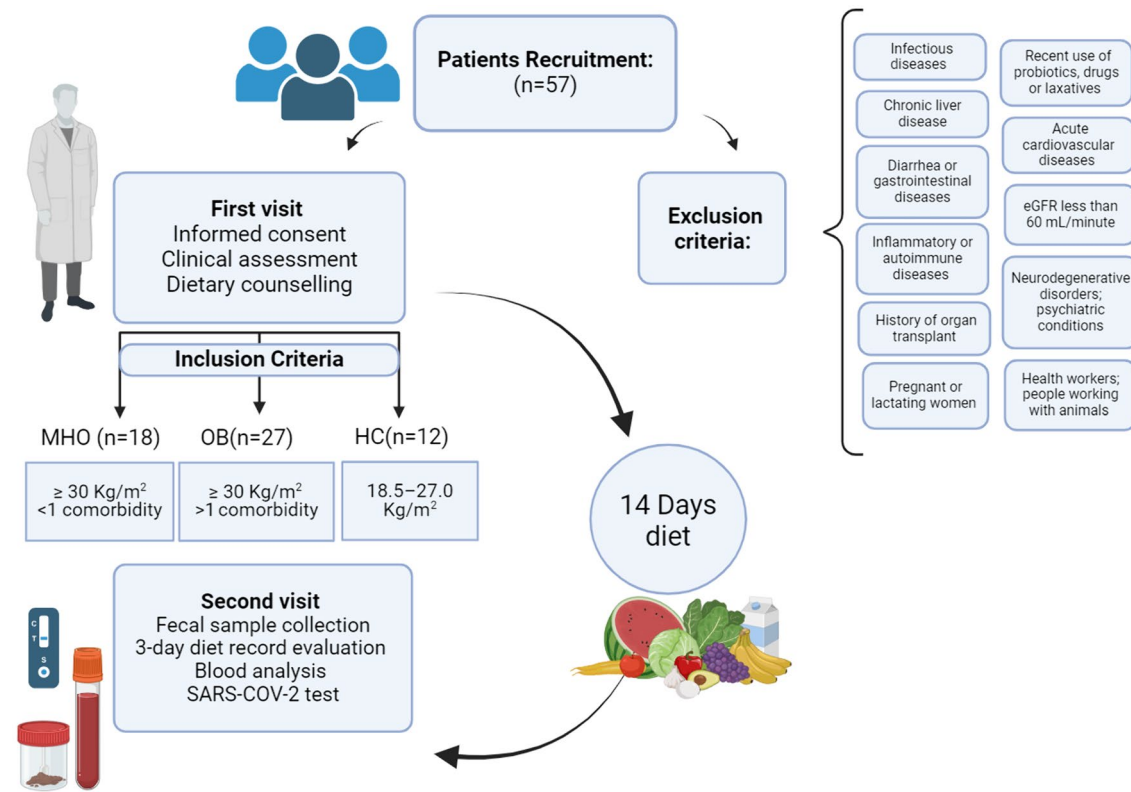 Patients Recruitment:
(n=57)
First visit
Informed consent
Clinical assessment
Dietary counselling
Inclusion Criteria
MHO (n=18)
OB(n=27)
HC(n=12)
≥ 30 Kg/m²
<1 comorbidity
≥ 30 Kg/m²
>1 comorbidity
18.5–27.0
Kg/m²
Exclusion
criteria:
Infectious
diseases
Chronic liver
disease
Diarrhea or
gastrointestinal
diseases
Inflammatory or
autoimmune
diseases
History of organ
transplant
Pregnant or
lactating women
Recent use of
probiotics, drugs
or laxatives
Acute
cardiovascular
diseases
eGFR less than
60 mL/minute
Neurodegenerative
disorders;
psychiatric
conditions
Health workers;
people working
with animals
14 Days
diet
Second visit
Fecal sample collection
3-day diet record evaluation
Blood analysis
SARS-COV-2 test
C
T
S